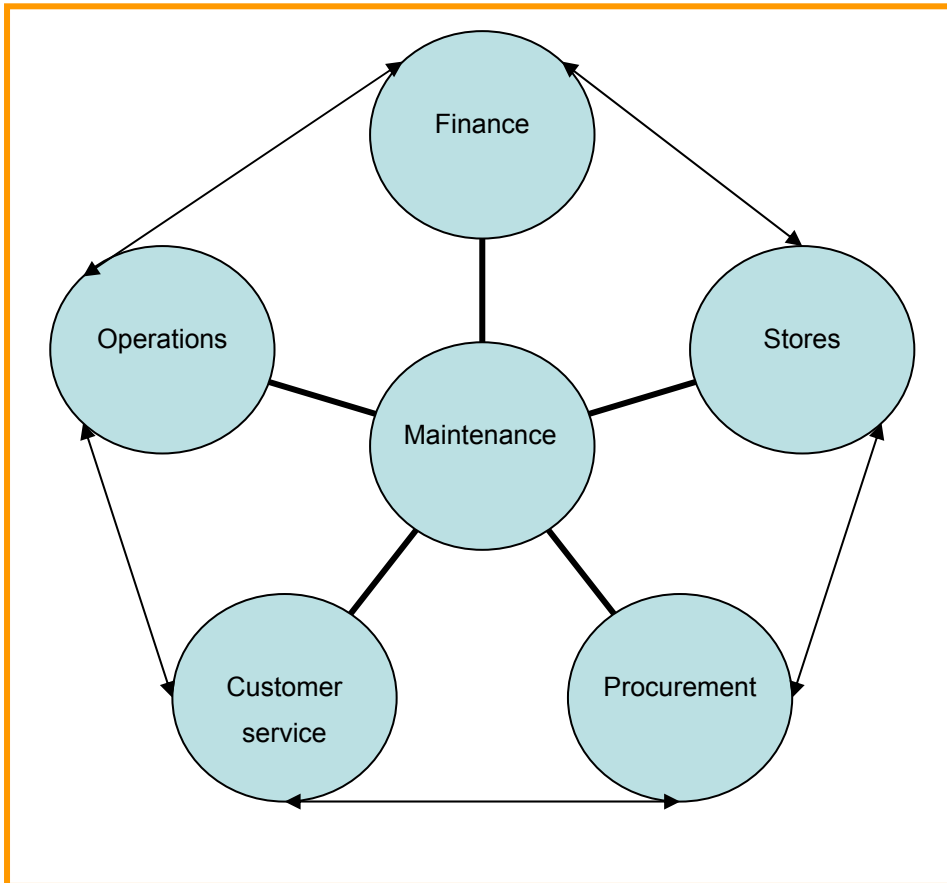 Finance
Operations
Stores
Maintenance
Customer
service
Procurement